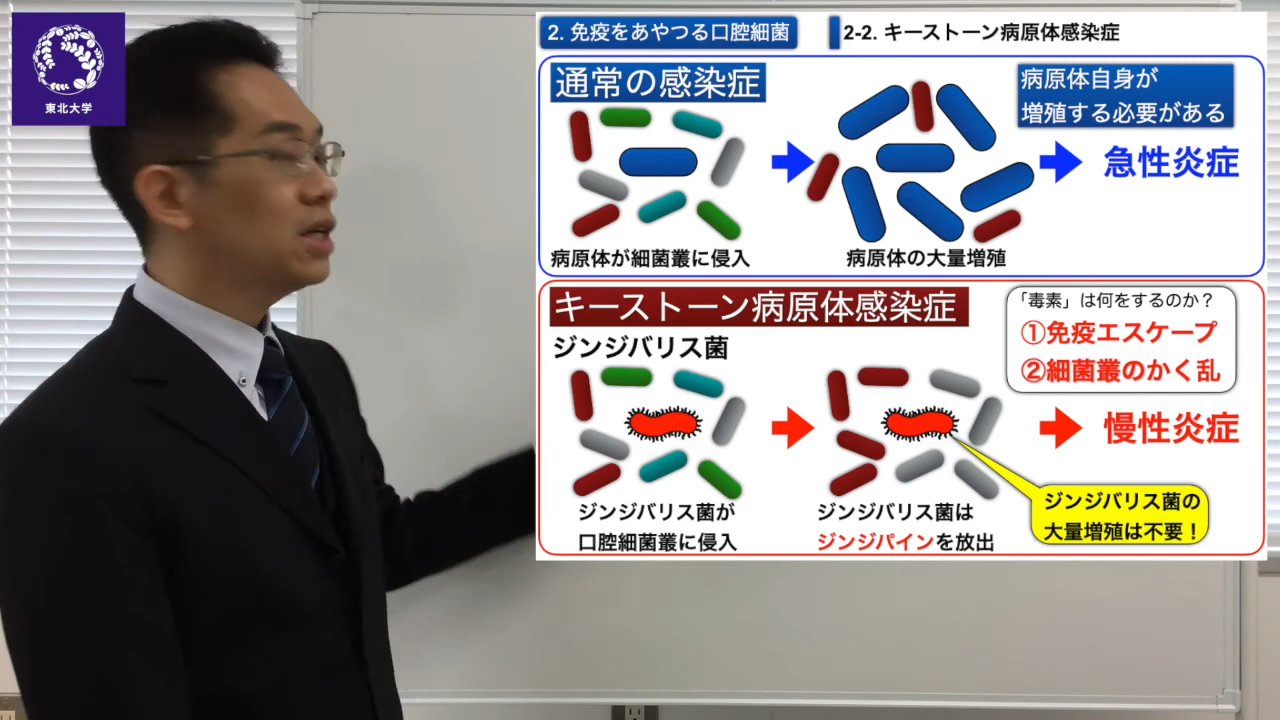 東北大学
2. 免疫をあやつる口腔細菌
2-2. キーストーン病原体感染症
通常の感染症
病原体自身が
増殖する必要がある
急性炎症
病原体が細菌叢に侵入
病原体の大量増殖
キーストーン病原体感染症
「毒素」は何をするのか？
①免疫エスケープ
②細菌叢のかく乱
ジンジバリス菌
慢性炎症
ジンジバリス菌が
口腔細菌叢に侵入
ジンジバリス菌は
ジンジパインを放出
ジンジバリス菌の
大量増殖は不要！